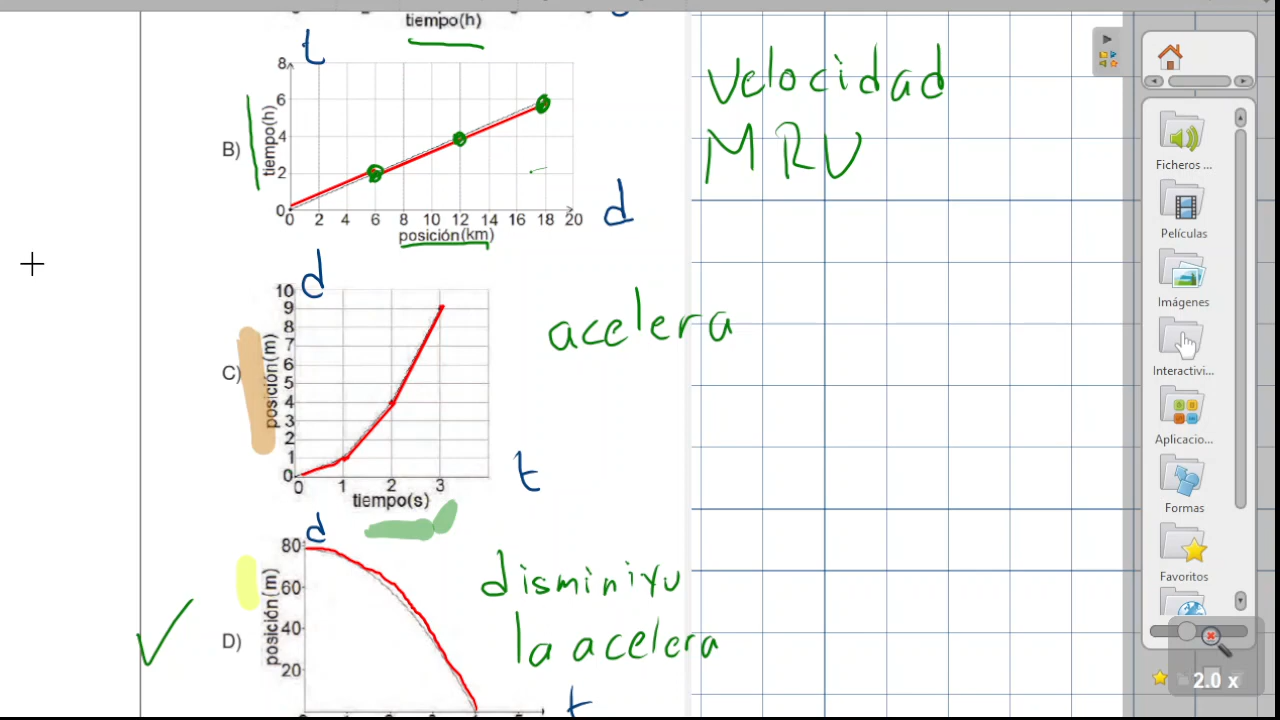 tiempo(h)
t
velocidad
MRV
B)
tiempo(h)
8
6
4
2
0
0 2 4 6 8 10 12 14 16 18 20
posición(km)
d
d
acelera
C)
posición(m)
10
9
8
7
6
5
4
3
2
1
0
0 1 2 3
tiempo(s)
t
d
disminiyu
la acelera
D)
posición(m)
80
60
40
20
t
Ficheros ...
Películas
Imágenes
Interactivi...
Aplicacio...
Formas
Favoritos
2.0 x